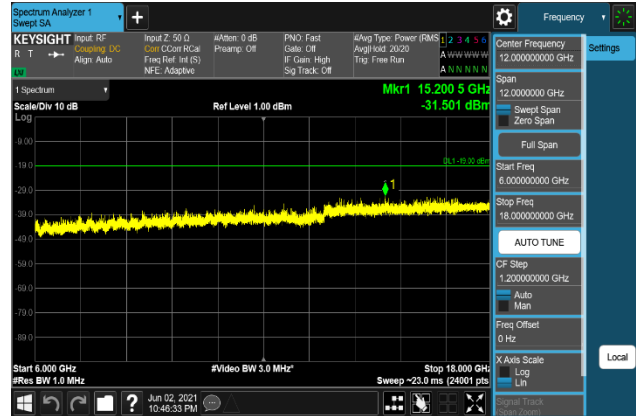 Spectrum Analyzer 1
Swept SA
+
Frequency
KEYSIGHT
R T
LW
Input: RF
Coupling: DC
Align: Auto
Input Z: 50 Ω
Corr CCorr RCal
Freq Ref: Int (S)
NFE: Adaptive
#Atten: 0 dB
Preamp: Off
PNO: Fast
Gate: Off
IF Gain: High
Sig Track: Off
#Avg Type: Power (RMS
Avg|Hold: 20/20
Trig: Free Run
1 2 3 4 5 6
A WW WW W
A N N N N N
1 Spectrum
Scale/Div 10 dB
Ref Level 1.00 dBm
Mkr1 15.200 5 GHz
-31.501 dBm
Log
-9.00
-19.0
DL1 -19.00 dBm
-29.0
1
-39.0
-49.0
-59.0
-69.0
-79.0
-89.0
Start 6.000 GHz
#Res BW 1.0 MHz
#Video BW 3.0 MHz*
Stop 18.000 GHz
Sweep ~23.0 ms (24001 pts
?
Jun 02, 2021
10:46:33 PM
Center Frequency
12.000000000 GHz
Span
12.0000000 GHz
Swept Span
Zero Span
Full Span
Start Freq
6.000000000 GHz
Stop Freq
18.000000000 GHz
AUTO TUNE
CF Step
1.200000000 GHz
Auto
Man
Freq Offset
0 Hz
X Axis Scale
Log
Lin
Signal Track
(Span Zoom)
Settings
Local